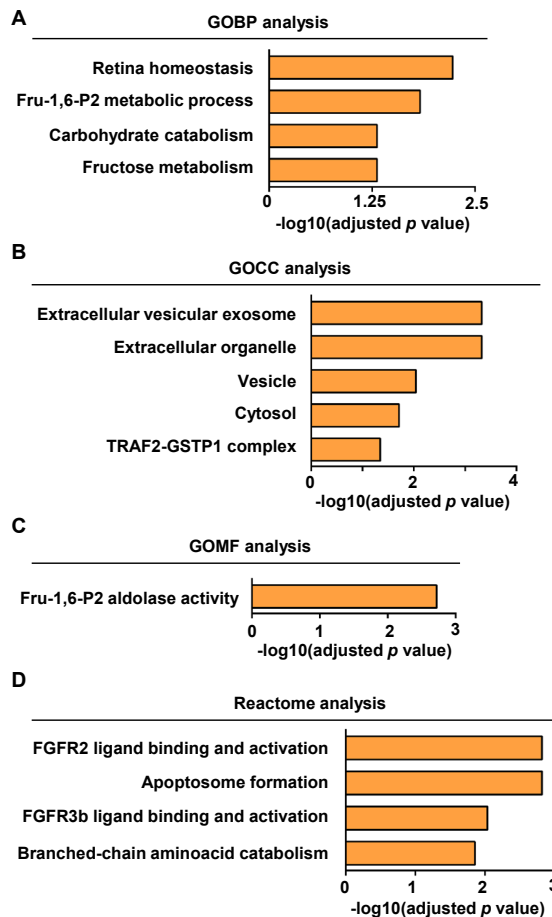 A
GOBP analysis
Retina homeostasis
Fru-1,6-P2 metabolic process
Carbohydrate catabolism
Fructose metabolism
0 1.25 2.5
-log10(adjusted p value)
B
GOCC analysis
Extracellular vesicular exosome
Extracellular organelle
Vesicle
Cytosol
TRAF2-GSTP1 complex
0 2 4
-log10(adjusted p value)
C
GOMF analysis
Fru-1,6-P2 aldolase activity
0 1 2 3
-log10(adjusted p value)
D
Reactome analysis
FGFR2 ligand binding and activation
Apoptosome formation
FGFR3b ligand binding and activation
Branched-chain aminoacid catabolism
0 1 2 3
-log10(adjusted p value)